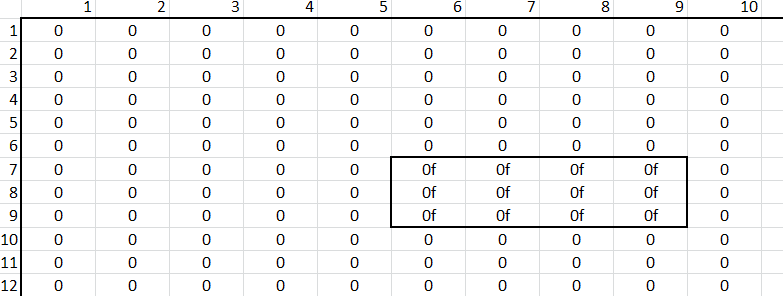 1 2 3 4 5 6 7 8 9 10
1 0 0 0 0 0 0 0 0 0 0
2 0 0 0 0 0 0 0 0 0 0
3 0 0 0 0 0 0 0 0 0 0
4 0 0 0 0 0 0 0 0 0 0
5 0 0 0 0 0 0 0 0 0 0
6 0 0 0 0 0 0 0 0 0 0
7 0 0 0 0 0 0f 0f 0f 0f 0
8 0 0 0 0 0 0f 0f 0f 0f 0
9 0 0 0 0 0 0f 0f 0f 0f 0
10 0 0 0 0 0 0 0 0 0 0
11 0 0 0 0 0 0 0 0 0 0
12 0 0 0 0 0 0 0 0 0 0